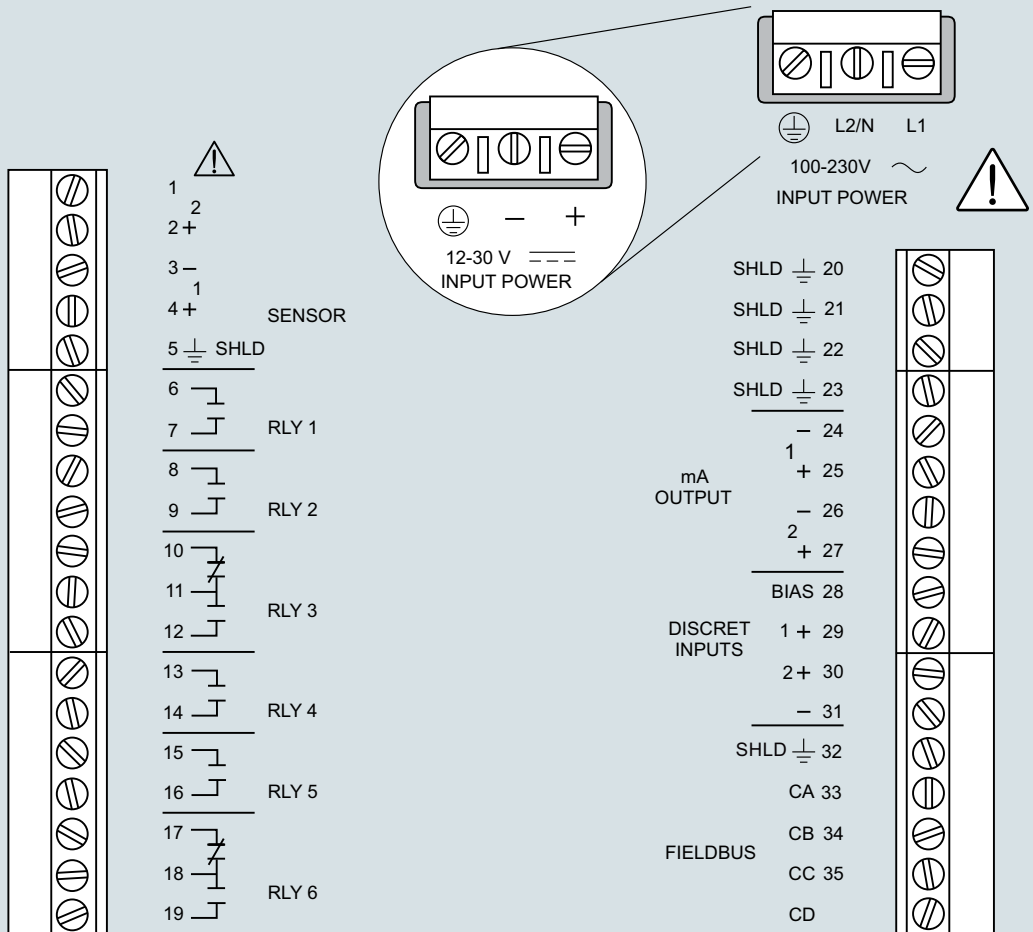 L2/N L1
100-230V
INPUT POWER
− +
12-30 V
INPUT POWER
1
2
2 +
3 −
1
4 +
SENSOR
5 SHLD
6
7
RLY 1
8
9
RLY 2
10
11
12
RLY 3
13
14
RLY 4
15
16
RLY 5
17
18
19
RLY 6
SHLD 20
SHLD 21
SHLD 22
SHLD 23
− 24
1
+ 25
mA
OUTPUT
− 26
2
+ 27
BIAS 28
DISCRET
INPUTS
1 + 29
2 + 30
− 31
SHLD 32
CA 33
CB 34
FIELDBUS
CC 35
CD